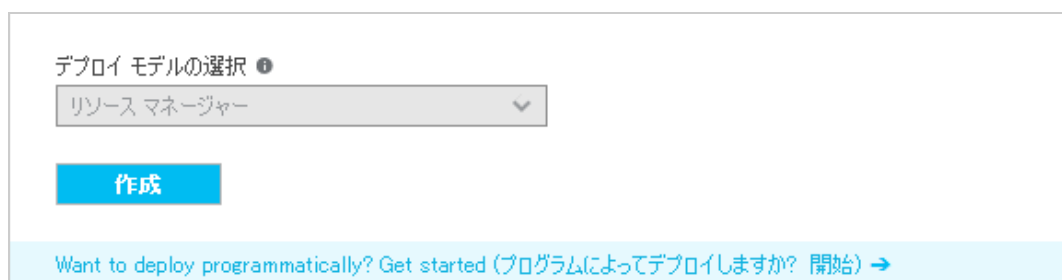 デプロイ モデルの選択
リソース マネージャー
作成
Want to deploy programmatically? Get started (プログラムによってデプロイしますか? 開始) →